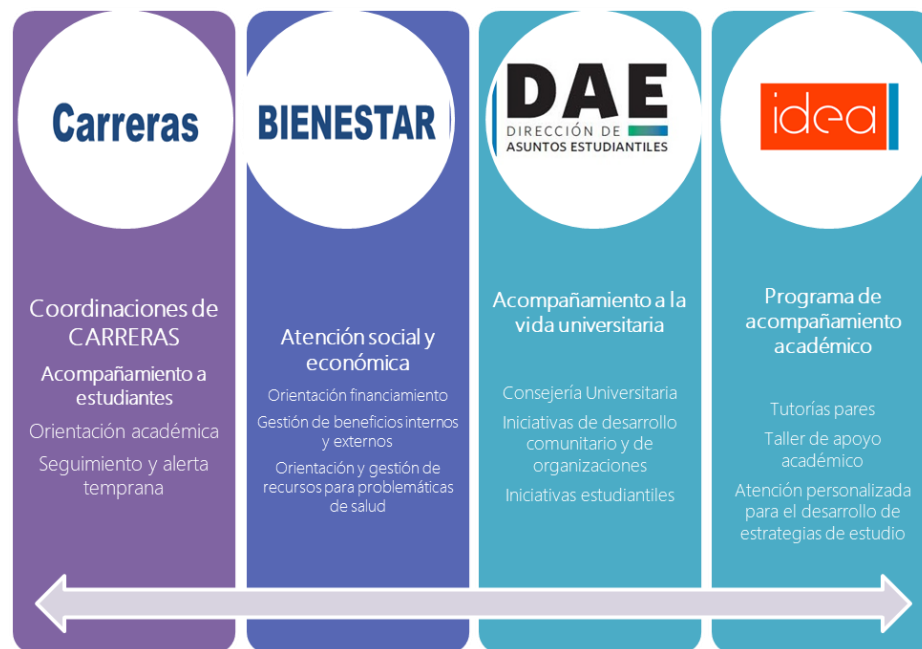 Carreras
Coordinaciones de
CARRERAS
Acompañamiento a
estudiantes
Orientación académica
Seguimiento y alerta
temprana
BIENESTAR
Atención social y
económica
Orientación financiamiento
Gestión de beneficios internos
y externos
Orientación y gestión de
recursos para problemáticas
de salud
DAE
DIRECCIÓN DE
ASUNTOS ESTUDIANTILES
Acompañamiento a la
vida universitaria
Consejería Universitaria
Iniciativas de desarrollo
comunitario y de
organizaciones
Iniciativas estudiantiles
idea
Programa de
acompañamiento
académico
Tutorías pares
Taller de apoyo
académico
Atención personalizada
para el desarrollo de
estrategias de estudio